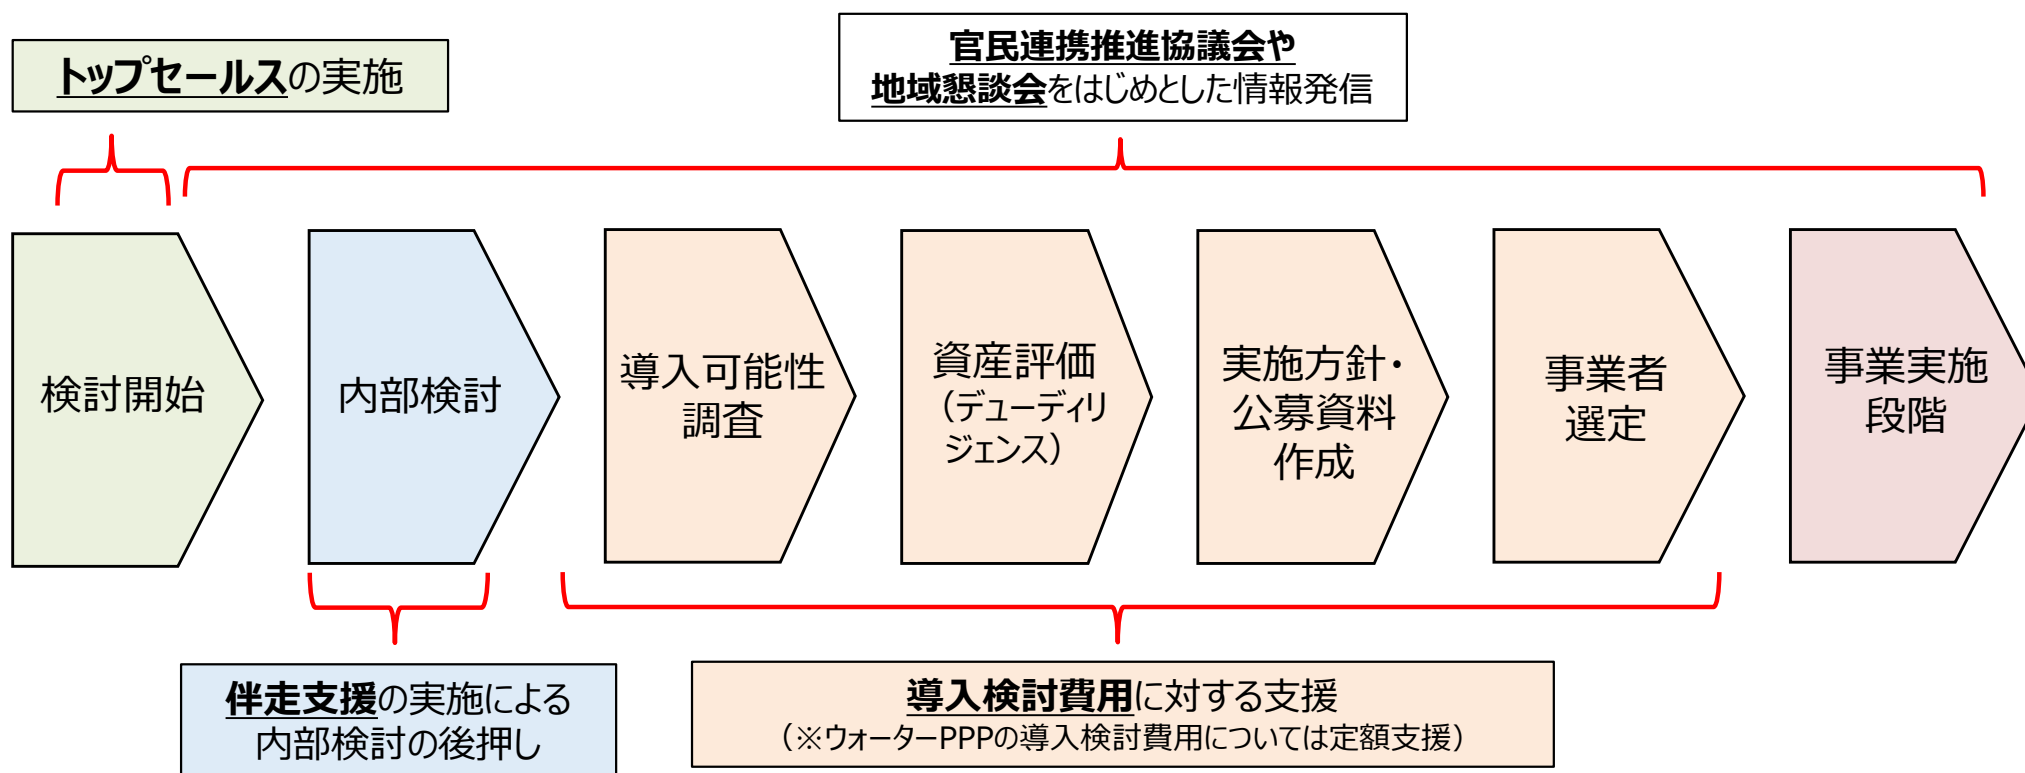 トップセールスの実施
官民連携推進協議会や
地域懇談会をはじめとした情報発信
検討開始
内部検討
導入可能性
調査
資産評価
（デューディリ
ジェンス）
実施方針・
公募資料
作成
事業者
選定
事業実施
段階
伴走支援の実施による
内部検討の後押し
導入検討費用に対する支援
（※ウォーターPPPの導入検討費用については定額支援）